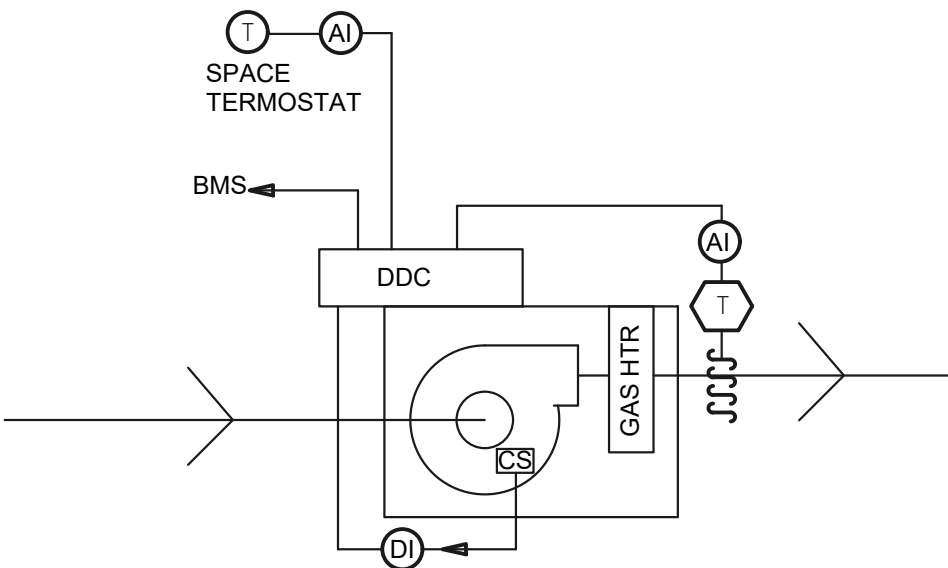 T
AI
SPACE
TERMOSTAT
BMS
DDC
AI
T
GAS HTR
CS
DI